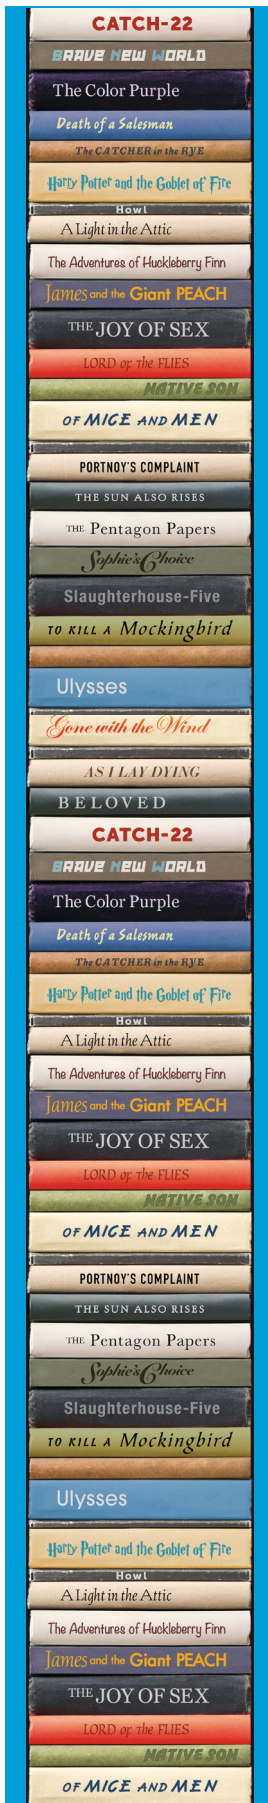 CATCH-22
BRAVE NEW WORLD
The Color Purple
Death of a Salesman
The CATCHER in the RYE
Harry Potter and the Goblet of Fire
Howl
A Light in the Attic
The Adventures of Huckleberry Finn
James and the Giant PEACH
THE JOY OF SEX
LORD OF THE FLIES
NATIVE SON
OF MICE AND MEN
PORTNOY'S COMPLAINT
THE SUN ALSO RISES
THE Pentagon Papers
Sophie's Choice
Slaughterhouse-Five
TO KILL A Mockingbird
Ulysses
Gone with the Wind
AS I LAY DYING
BELOVED
CATCH-22
BRAVE NEW WORLD
The Color Purple
Death of a Salesman
The CATCHER in the RYE
Harry Potter and the Goblet of Fire
Howl
A Light in the Attic
The Adventures of Huckleberry Finn
James and the Giant PEACH
THE JOY OF SEX
LORD OF THE FLIES
NATIVE SON
OF MICE AND MEN
PORTNOY'S COMPLAINT
THE SUN ALSO RISES
THE Pentagon Papers
Sophie's Choice
Slaughterhouse-Five
TO KILL A Mockingbird
Ulysses
Harry Potter and the Goblet of Fire
Howl
A Light in the Attic
The Adventures of Huckleberry Finn
James and the Giant PEACH
THE JOY OF SEX
LORD OF THE FLIES
NATIVE SON
OF MICE AND MEN